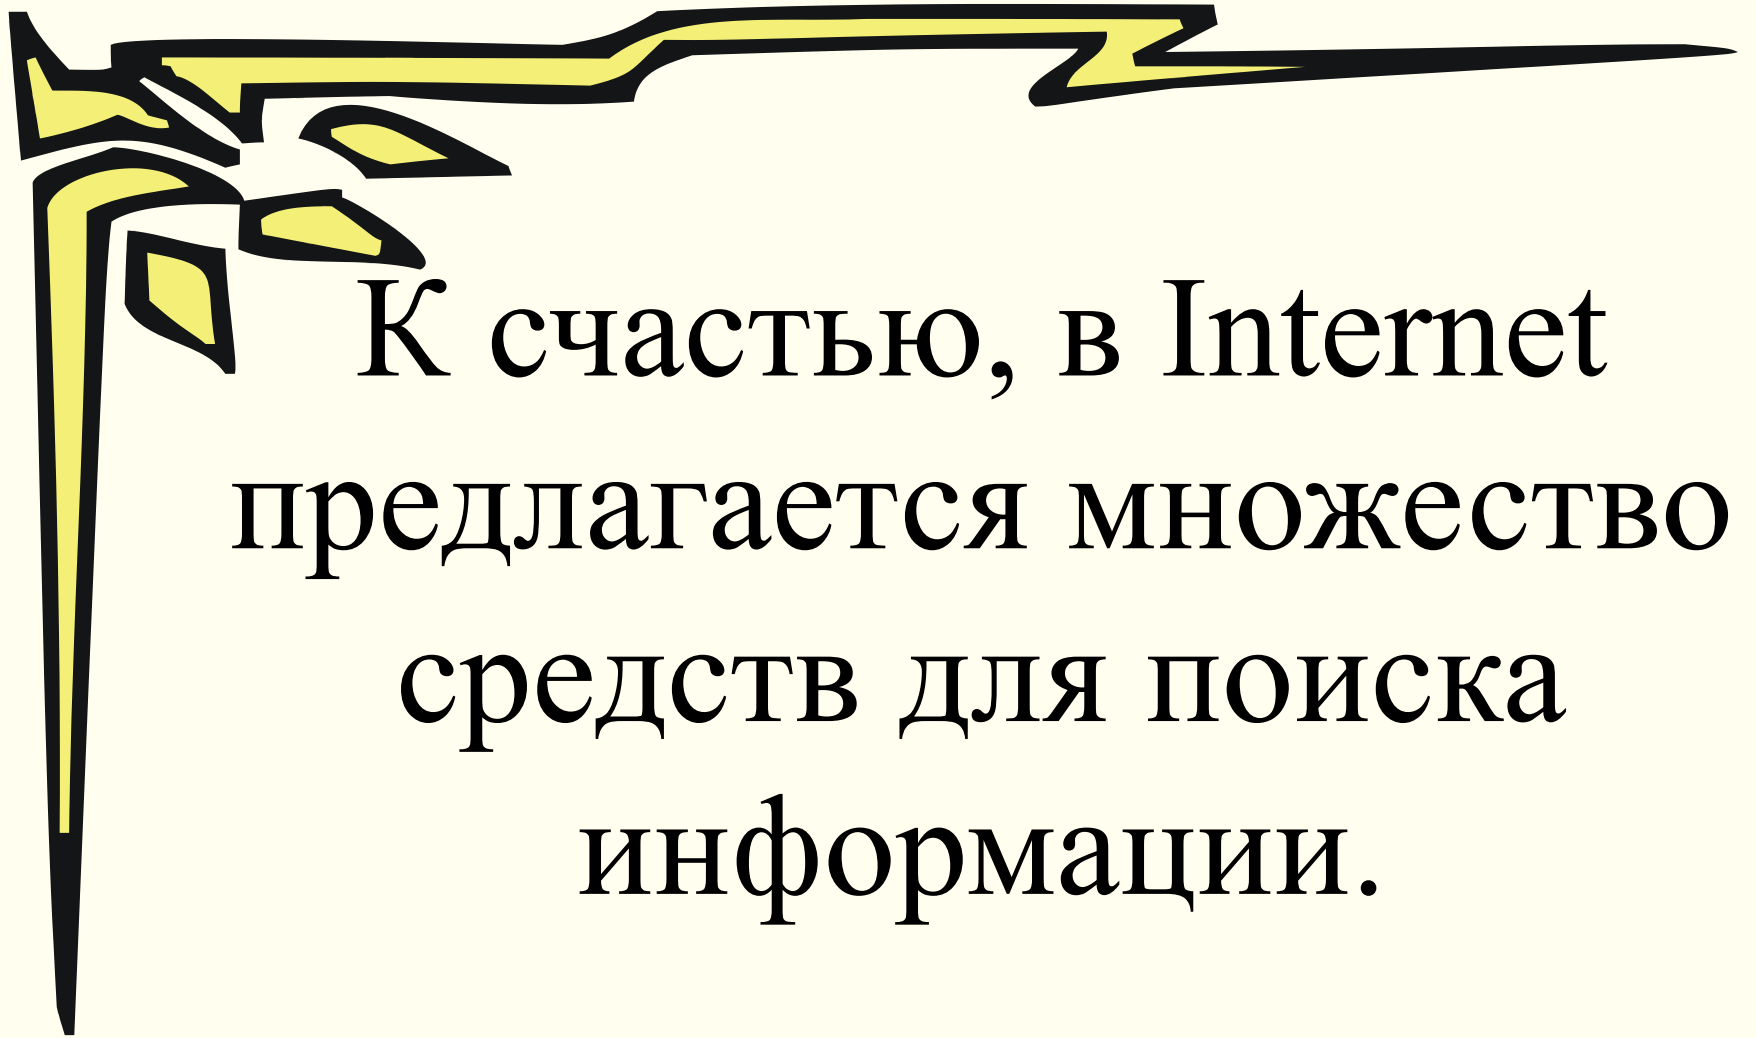 К счастью, в Internet
предлагается множество
средств для поиска
информации.